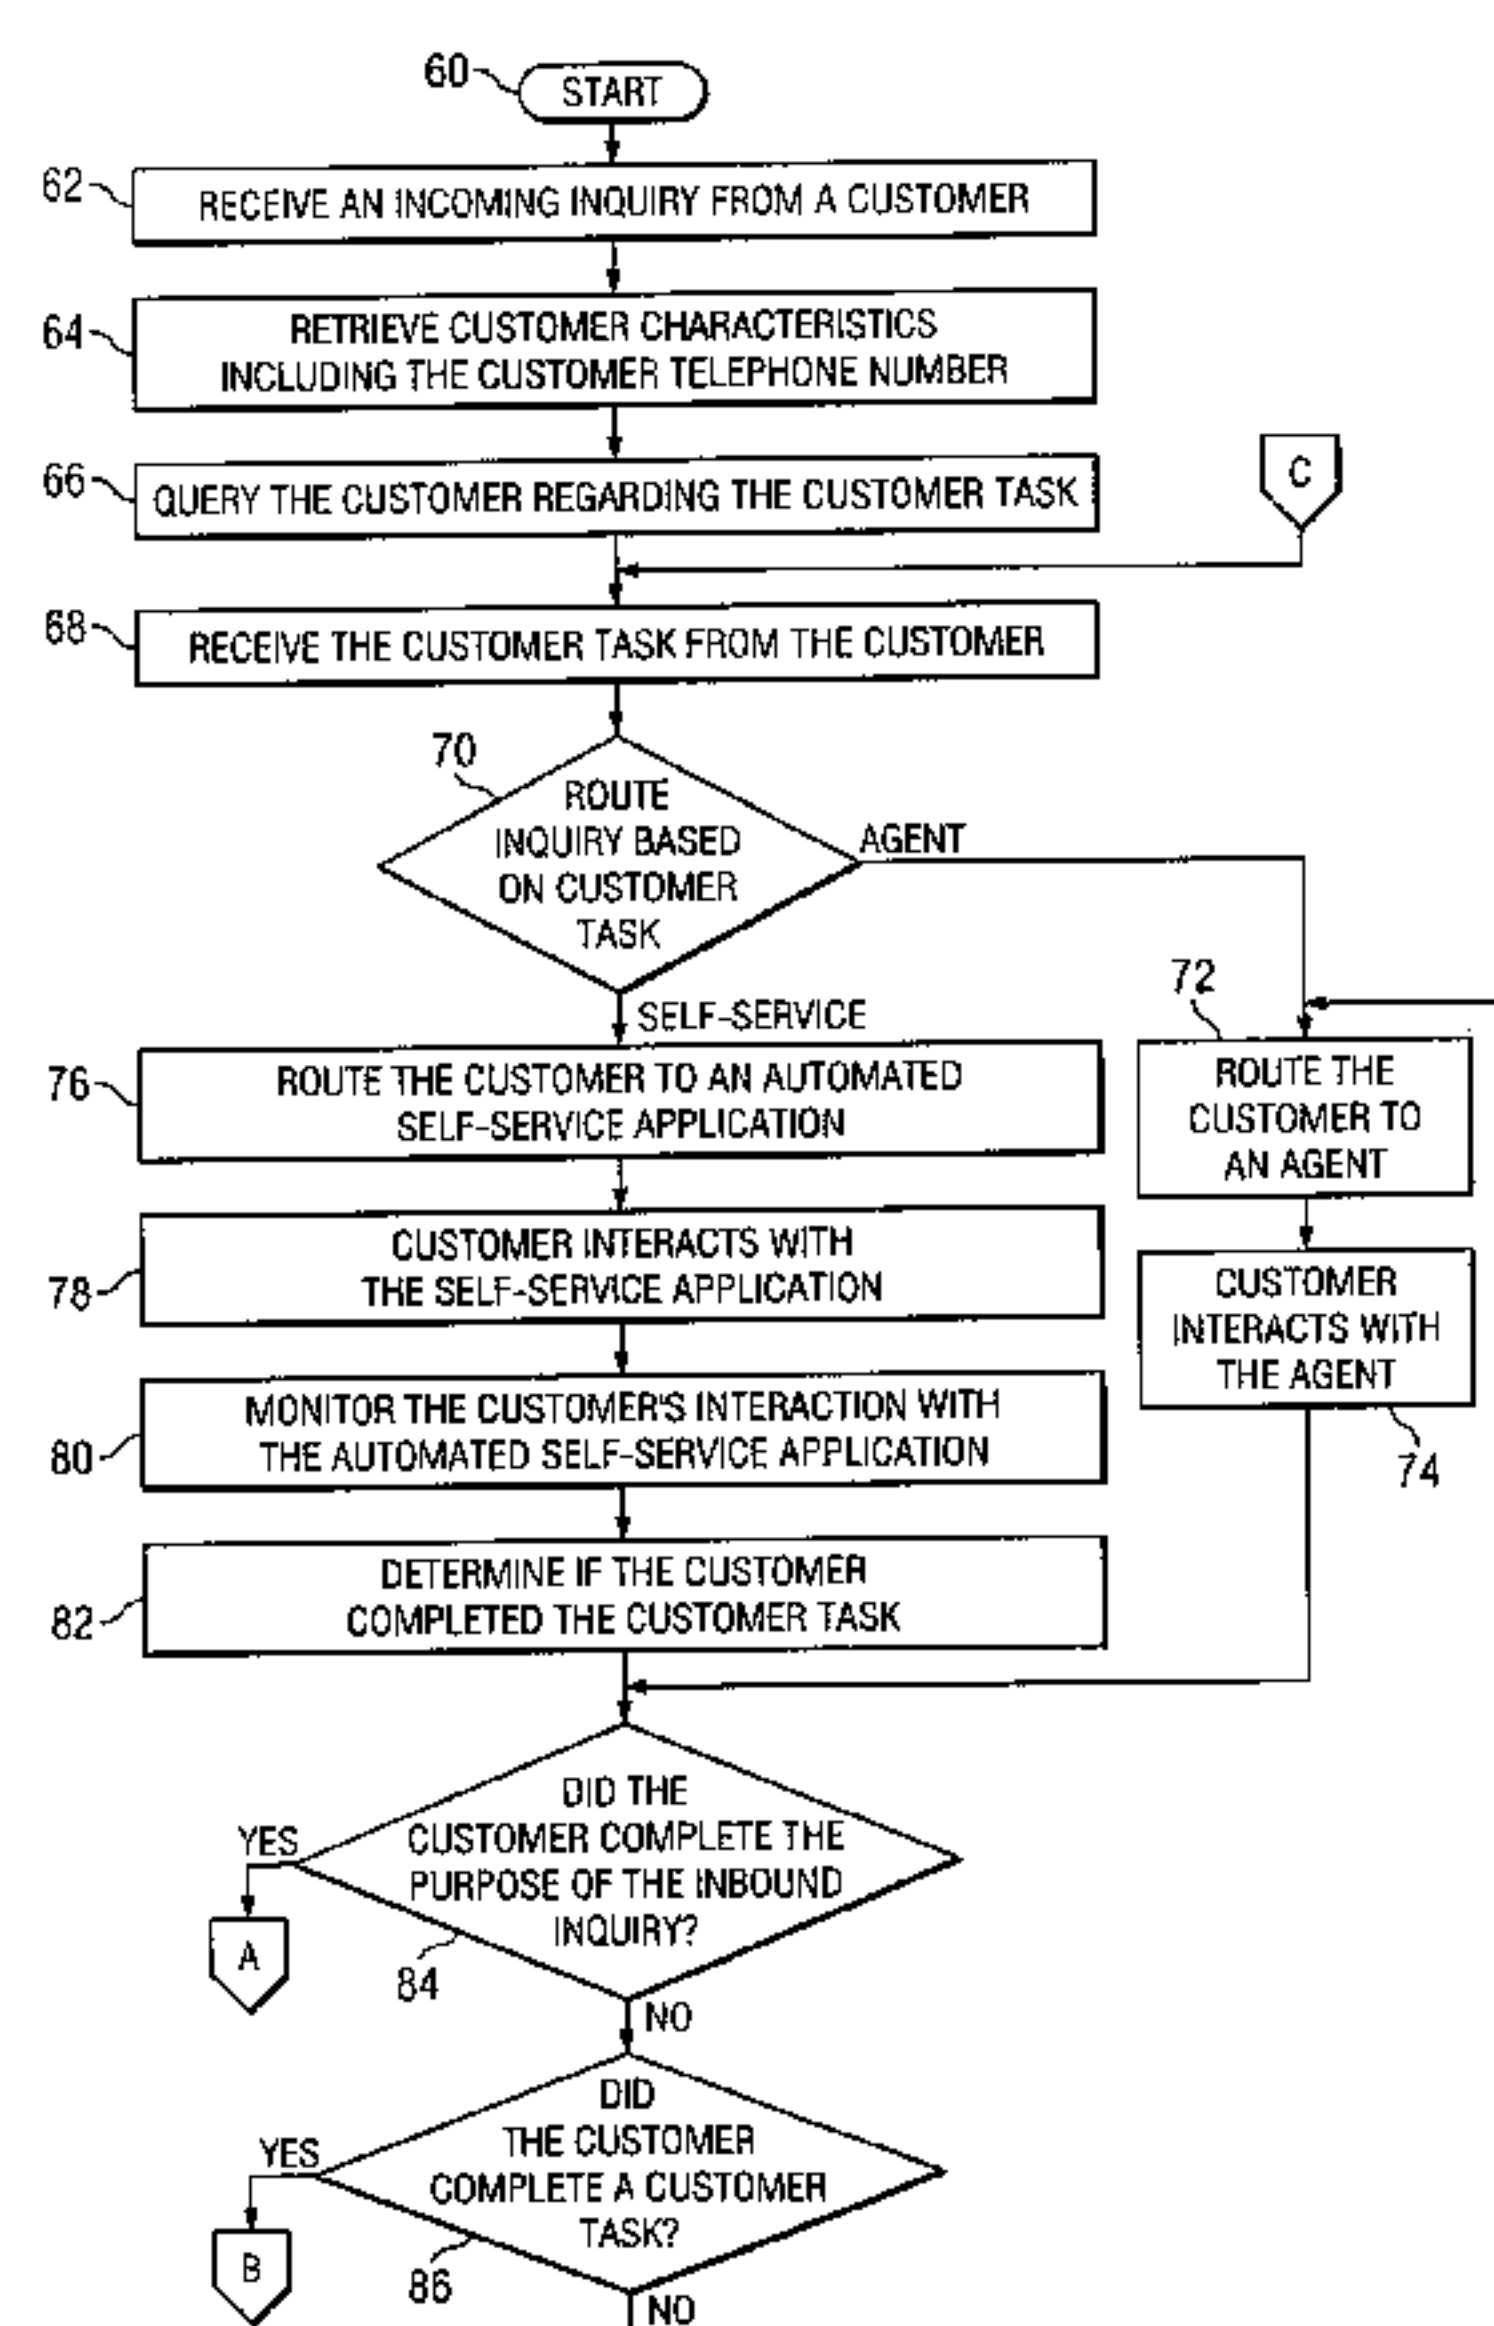 60
START
62
RECEIVE AN INCOMING INQUIRY FROM A CUSTOMER
64
RETRIEVE CUSTOMER CHARACTERISTICS
INCLUDING THE CUSTOMER TELEPHONE NUMBER
66
QUERY THE CUSTOMER REGARDING THE CUSTOMER TASK
C
68
RECEIVE THE CUSTOMER TASK FROM THE CUSTOMER
70
ROUTE
INQUIRY BASED
ON CUSTOMER
TASK
AGENT
SELF-SERVICE
72
ROUTE THE
CUSTOMER TO
AN AGENT
76
ROUTE THE CUSTOMER TO AN AUTOMATED
SELF-SERVICE APPLICATION
78
CUSTOMER INTERACTS WITH
THE SELF-SERVICE APPLICATION
CUSTOMER
INTERACTS WITH
THE AGENT
74
80
MONITOR THE CUSTOMER'S INTERACTION WITH
THE AUTOMATED SELF-SERVICE APPLICATION
82
DETERMINE IF THE CUSTOMER
COMPLETED THE CUSTOMER TASK
DID THE
CUSTOMER COMPLETE THE
PURPOSE OF THE INBOUND
INQUIRY?
YES
A
84
NO
DID
THE CUSTOMER
COMPLETE A CUSTOMER
TASK?
YES
B
86
NO